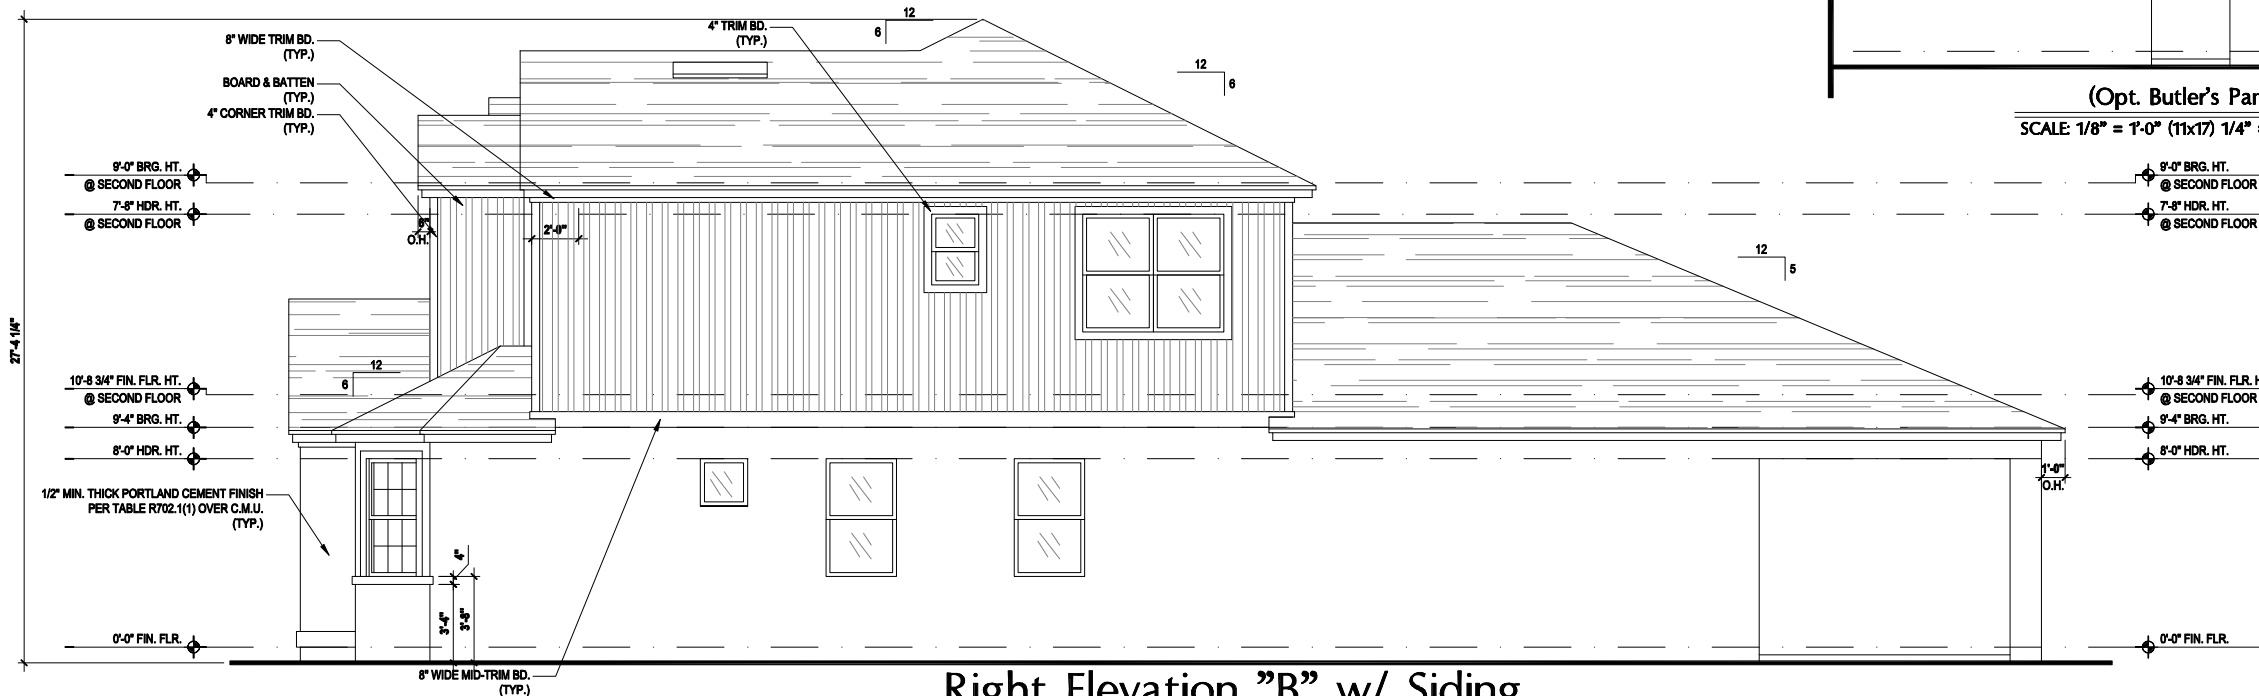 12
6
4" TRIM BD.
(TYP.)
8" WIDE TRIM BD.
(TYP.)
12
6
BOARD & BATTEN
(TYP.)
4" CORNER TRIM BD.
(TYP.)
(Opt. Butler's Pan
SCALE: 1/8" = 1'-0" (11x17) 1/4" =
9'-0" BRG. HT.
@ SECOND FLOOR
7'-8" HDR. HT.
@ SECOND FLOOR
9'-0" BRG. HT.
@ SECOND FLOOR
7'-8" HDR. HT.
@ SECOND FLOOR
O.H.
2'-0"
12
5
27'-4 1/4"
12
6
10'-8 3/4" FIN. FLR. HT.
@ SECOND FLOOR
9'-4" BRG. HT.
8'-0" HDR. HT.
10'-8 3/4" FIN. FLR. H
@ SECOND FLOOR
9'-4" BRG. HT.
8'-0" HDR. HT.
1'-0"
O.H.
1/2" MIN. THICK PORTLAND CEMENT FINISH
PER TABLE R702.1(1) OVER C.M.U.
(TYP.)
4"
3'-4"
3'-8"
0'-0" FIN. FLR.
0'-0" FIN. FLR.
8" WIDE MID-TRIM BD.
(TYP.)
Right Elevation "B" w/ Siding